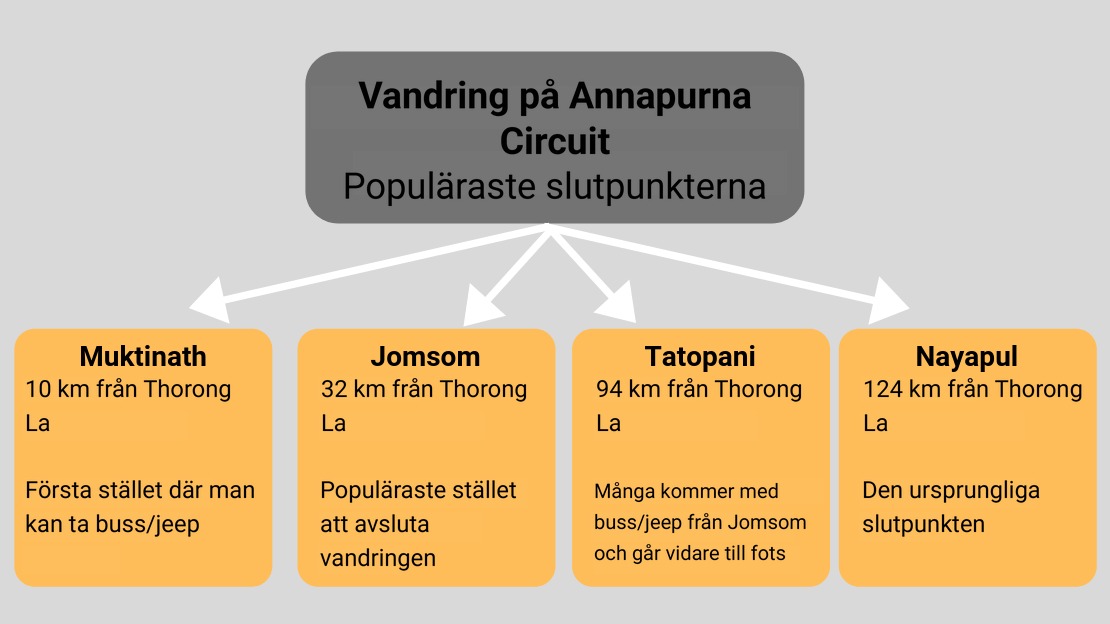 Vandring på Annapurna
Circuit
Populäraste slutpunkterna
Muktinath
10 km från Thorong
La
Första stället där man
kan ta buss/jeep
Jomsom
32 km från Thorong
La
Populäraste stället
att avsluta
vandringen
Tatopani
94 km från Thorong
La
Många kommer med
buss/jeep från Jomsom
och går vidare till fots
Nayapul
124 km från Thorong
La
Den ursprungliga
slutpunkten